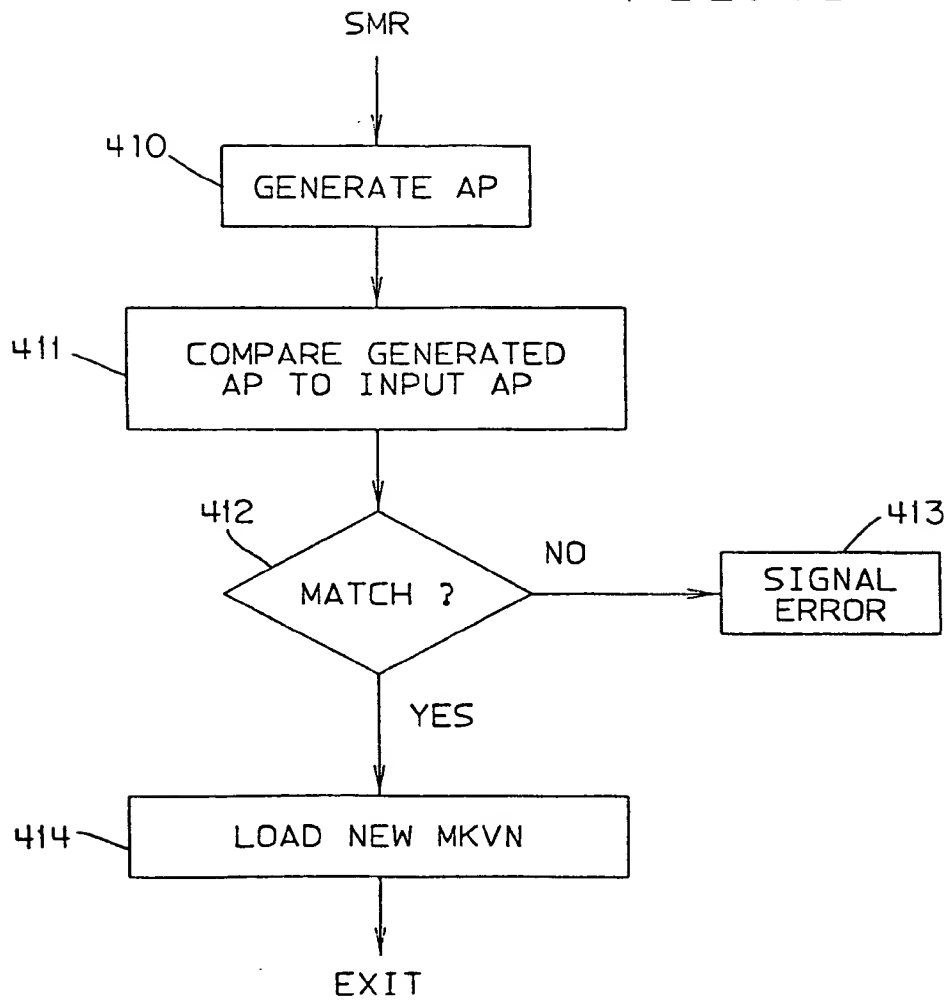 SMR
410
GENERATE AP
411
COMPARE GENERATED
AP TO INPUT AP
412
MATCH ?
NO
413
SIGNAL
ERROR
YES
414
LOAD NEW MKVN
EXIT